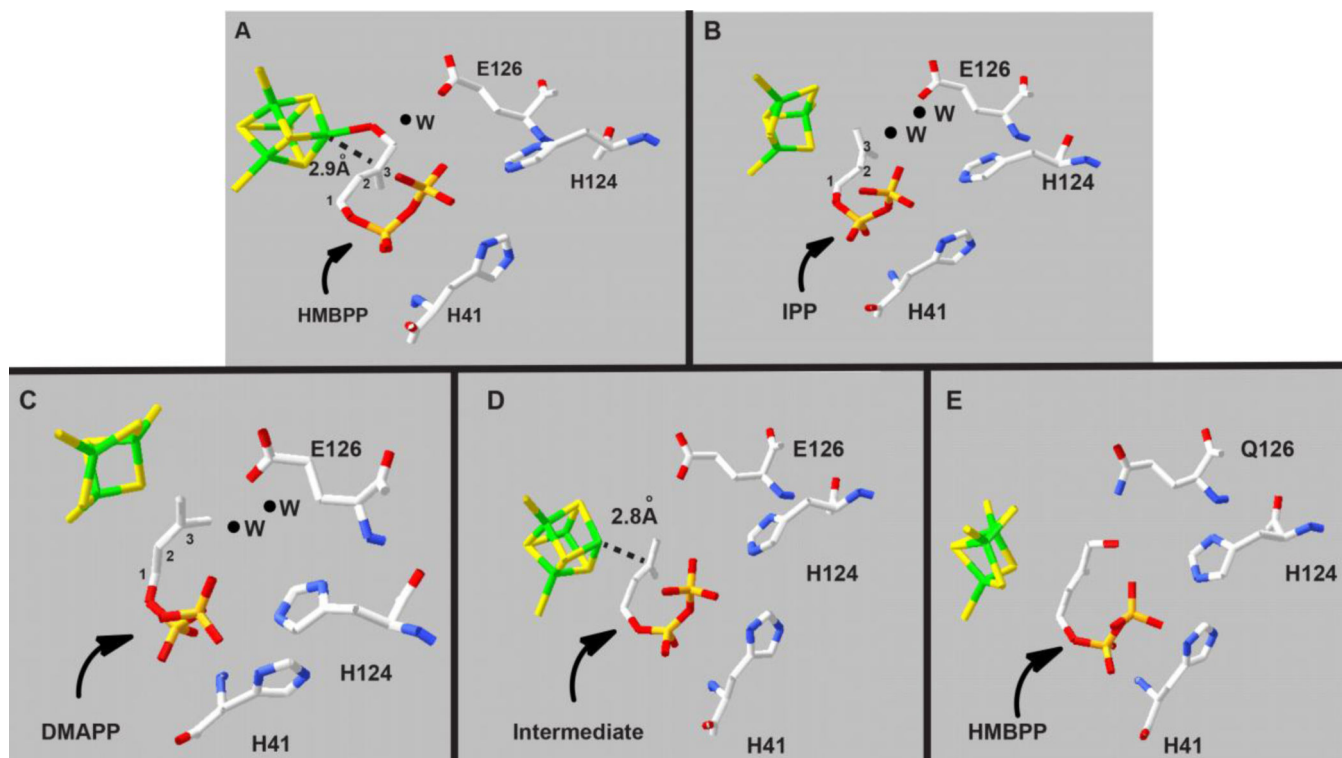 A
E126
W
2.9Å
3
2
1
H124
HMBPP
H41
B
E126
W
W
3
2
1
H124
IPP
H41
C
E126
W
W
3
2
1
H124
DMAPP
H41
D
E126
2.8Å
H124
Intermediate
H41
E
Q126
H124
HMBPP
H41